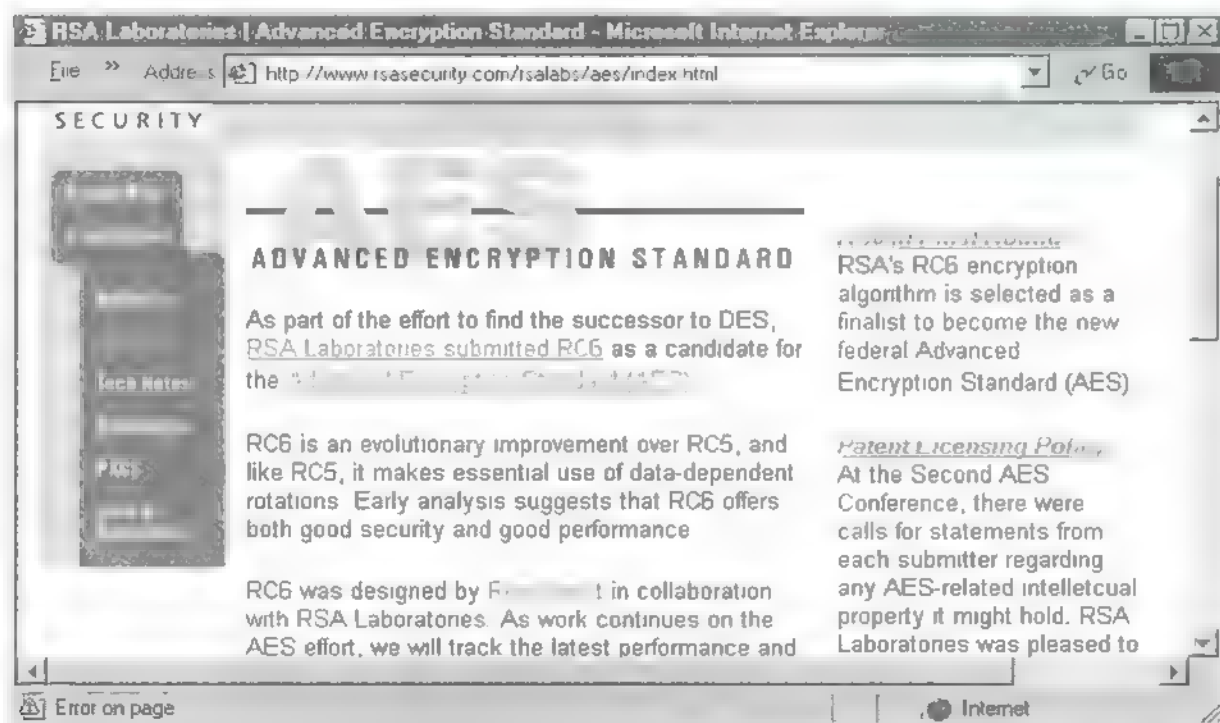 RSA Laboratories | Advanced Encryption Standard - Microsoft Internet Explorer
File » Address http://www.rsasecurity.com/rsalabs/aes/index.html Go
SECURITY
AES
Tech Notes
PKCS
ADVANCED ENCRYPTION STANDARD
As part of the effort to find the successor to DES,
RSA Laboratories submitted RC6 as a candidate for
the
RC6 is an evolutionary improvement over RC5, and
like RC5, it makes essential use of data-dependent
rotations Early analysis suggests that RC6 offers
both good security and good performance
RC6 was designed by in collaboration
with RSA Laboratories. As work continues on the
AES effort, we will track the latest performance and
RSA's RC6 encryption
algorithm is selected as a
finalist to become the new
federal Advanced
Encryption Standard (AES)
Patent Licensing
At the Second AES
Conference, there were
calls for statements from
each submitter regarding
any AES-related intelletcual
property it might hold. RSA
Laboratories was pleased to
Error on page
Internet